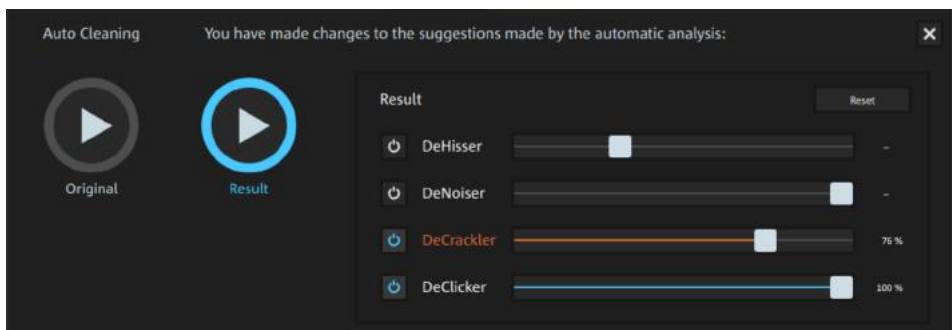 Auto Cleaning
You have made changes to the suggestions made by the automatic analysis:
Original
Result
Result
Reset
DeHisser –
DeNoiser –
DeCrackler 76 %
DeClicker 100 %